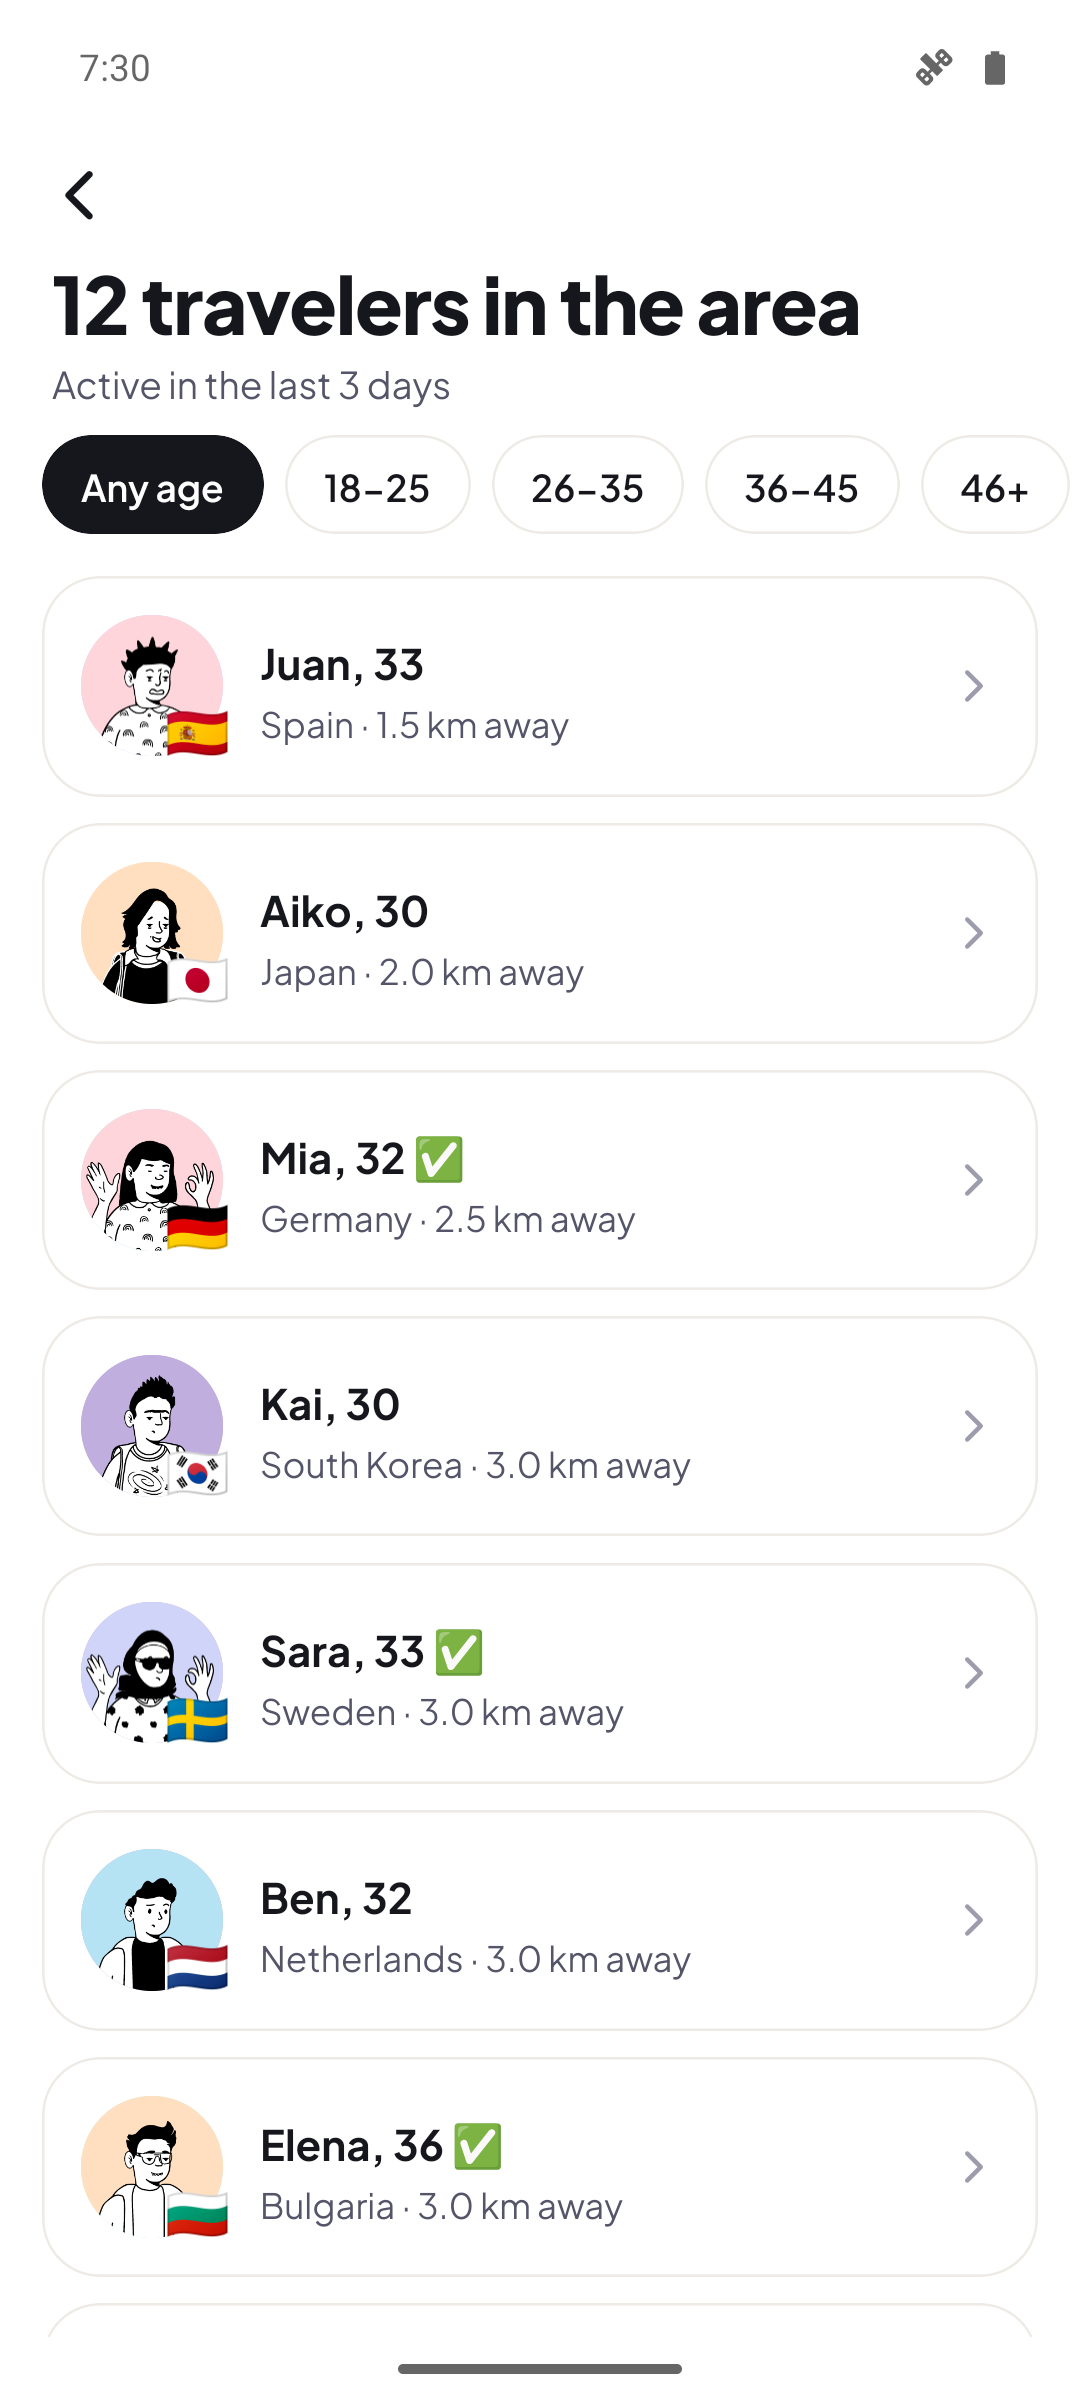 7:30
12 travelers in the area
Active in the last 3 days
Any age 18–25 26–35 36–45 46+
Juan, 33
Spain · 1.5 km away
Aiko, 30
Japan · 2.0 km away
Mia, 32 ✅
Germany · 2.5 km away
Kai, 30
South Korea · 3.0 km away
Sara, 33 ✅
Sweden · 3.0 km away
Ben, 32
Netherlands · 3.0 km away
Elena, 36 ✅
Bulgaria · 3.0 km away